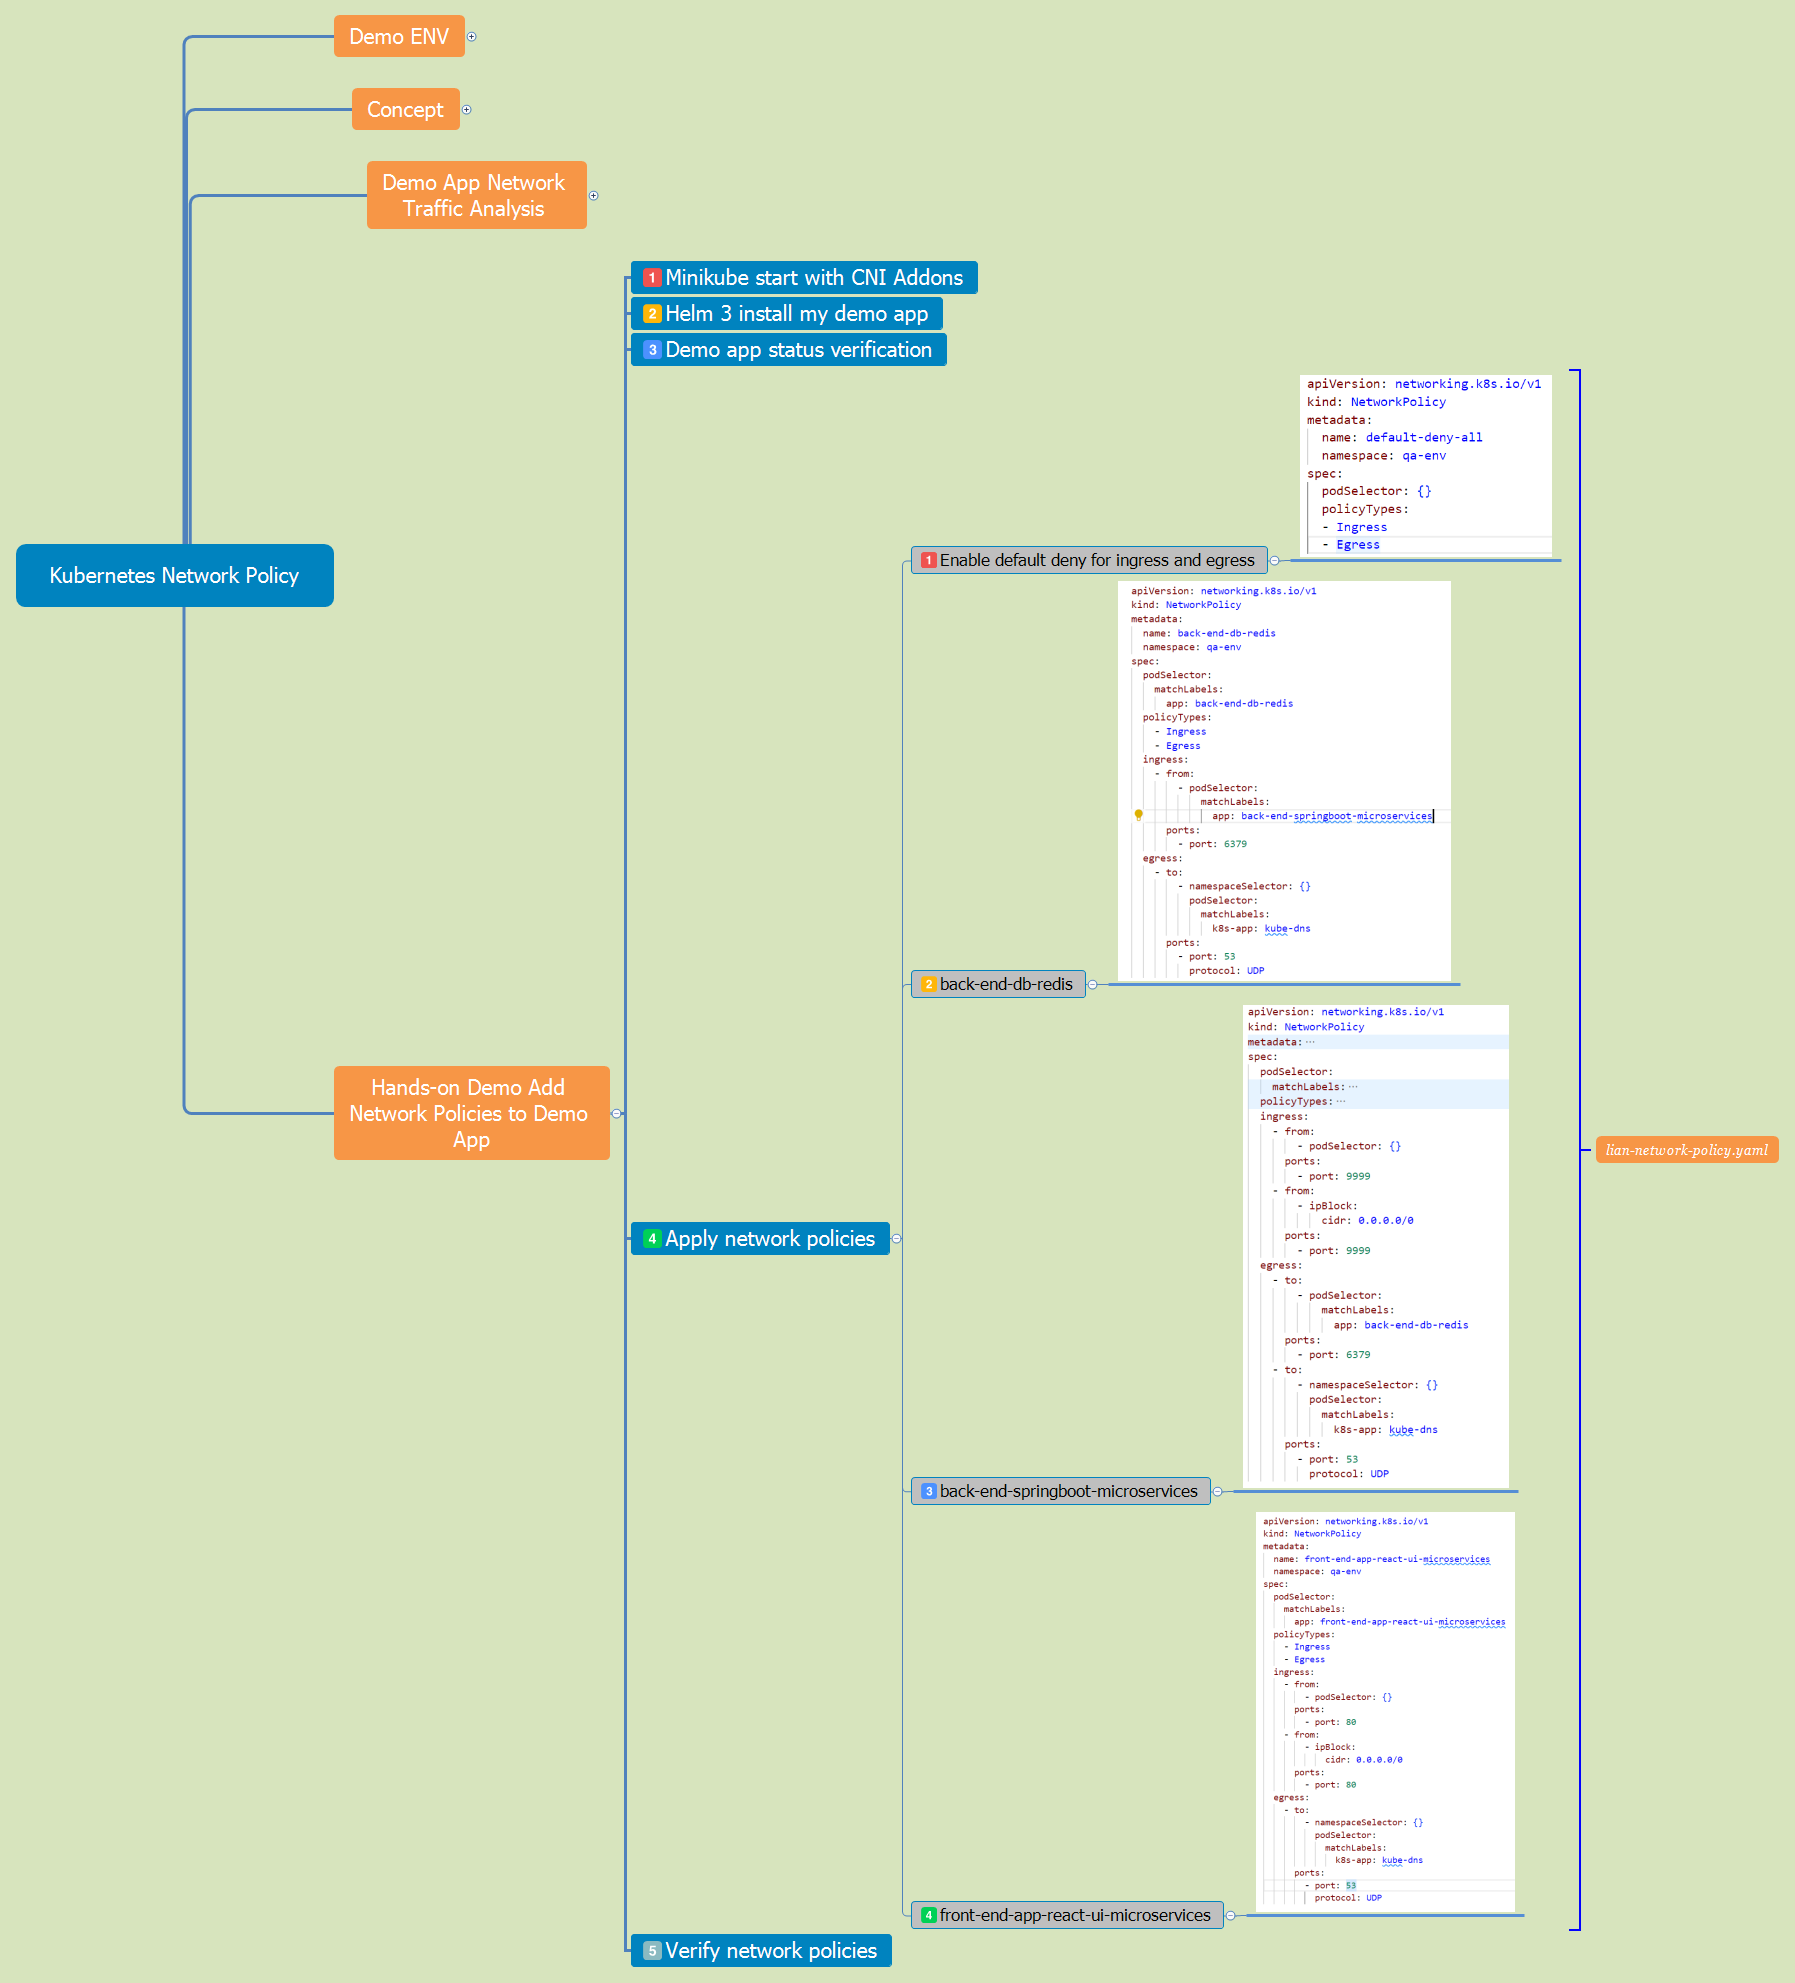 Demo ENV
Concept
Demo App Network
Traffic Analysis
Kubernetes Network Policy
Hands-on Demo Add
Network Policies to Demo
App
1 Minikube start with CNI Addons
2 Helm 3 install my demo app
3 Demo app status verification
4 Apply network policies
1 Enable default deny for ingress and egress
apiVersion: networking.k8s.io/v1
kind: NetworkPolicy
metadata:
  name: default-deny-all
  namespace: qa-env
spec:
  podSelector: {}
  policyTypes:
  - Ingress
  - Egress
2 back-end-db-redis
apiVersion: networking.k8s.io/v1
kind: NetworkPolicy
metadata:
  name: back-end-db-redis
  namespace: qa-env
spec:
  podSelector:
    matchLabels:
      app: back-end-db-redis
  policyTypes:
    - Ingress
    - Egress
  ingress:
    - from:
        - podSelector:
            matchLabels:
              app: back-end-springboot-microservices
      ports:
        - port: 6379
  egress:
    - to:
        - namespaceSelector: {}
          podSelector:
            matchLabels:
              k8s-app: kube-dns
      ports:
        - port: 53
          protocol: UDP
3 back-end-springboot-microservices
apiVersion: networking.k8s.io/v1
kind: NetworkPolicy
metadata: ···
spec:
  podSelector:
    matchLabels: ···
  policyTypes: ···
  ingress:
    - from:
        - podSelector: {}
      ports:
        - port: 9999
    - from:
        - ipBlock:
            cidr: 0.0.0.0/0
      ports:
        - port: 9999
  egress:
    - to:
        - podSelector:
            matchLabels:
              app: back-end-db-redis
      ports:
        - port: 6379
    - to:
        - namespaceSelector: {}
          podSelector:
            matchLabels:
              k8s-app: kube-dns
      ports:
        - port: 53
          protocol: UDP
4 front-end-app-react-ui-microservices
apiVersion: networking.k8s.io/v1
kind: NetworkPolicy
metadata:
  name: front-end-app-react-ui-microservices
  namespace: qa-env
spec:
  podSelector:
    matchLabels:
      app: front-end-app-react-ui-microservices
  policyTypes:
    - Ingress
    - Egress
  ingress:
    - from:
        - podSelector: {}
      ports:
        - port: 80
    - from:
        - ipBlock:
            cidr: 0.0.0.0/0
      ports:
        - port: 80
  egress:
    - to:
        - namespaceSelector: {}
          podSelector:
            matchLabels:
              k8s-app: kube-dns
      ports:
        - port: 53
          protocol: UDP
lian-network-policy.yaml
5 Verify network policies